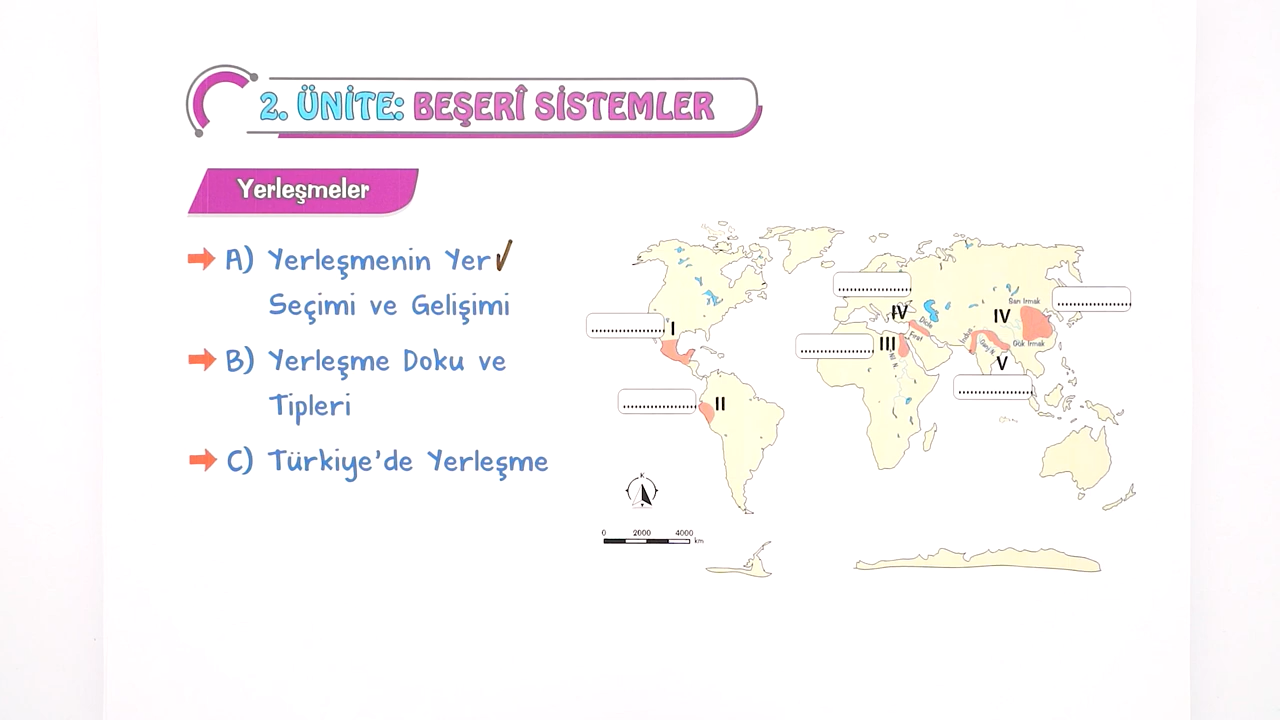 2. ÜNİTE: BEŞERÎ SİSTEMLER
Yerleşmeler
A) Yerleşmenin Yer
Seçimi ve Gelişimi
B) Yerleşme Doku ve
Tipleri
C) Türkiye'de Yerleşme
I
II
III
IV
IV
V
Sarı Irmak
Gök Irmak
Dicle
Fırat
Nil N.
İndus
Ganj N.
K
0 2000 4000
km